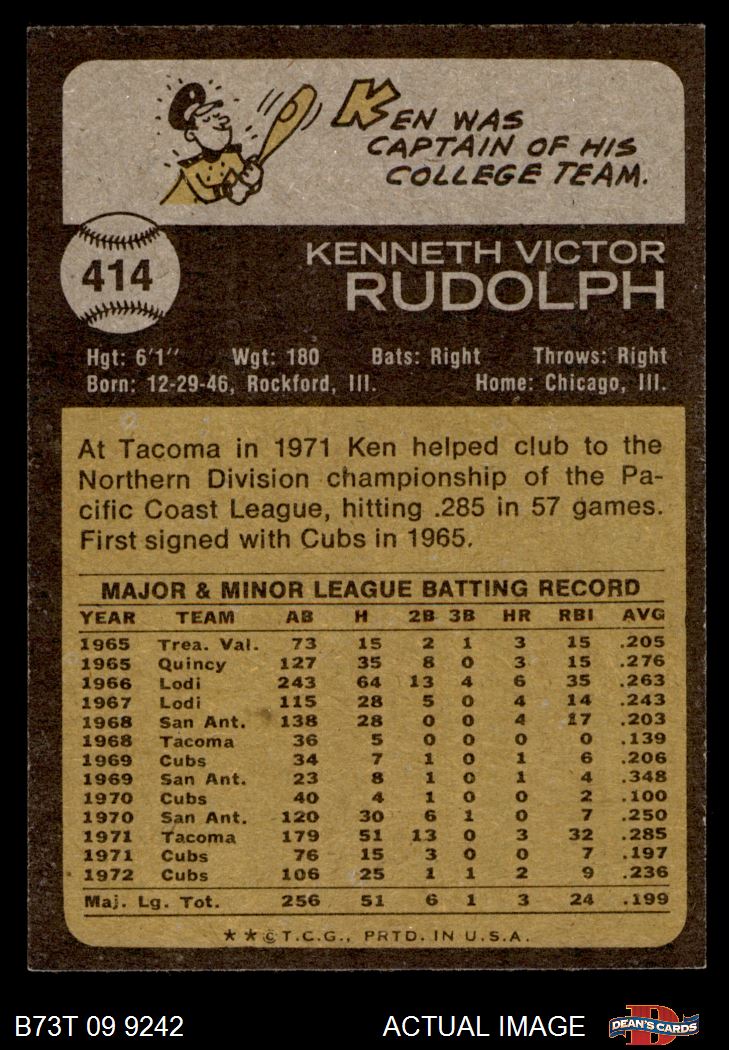 KEN WAS
CAPTAIN OF HIS
COLLEGE TEAM.
414
KENNETH VICTOR
RUDOLPH
Hgt: 6'1" Wgt: 180 Bats: Right Throws: Right
Born: 12-29-46, Rockford, Ill. Home: Chicago, Ill.
At Tacoma in 1971 Ken helped club to the
Northern Division championship of the Pa-
cific Coast League, hitting .285 in 57 games.
First signed with Cubs in 1965.
MAJOR & MINOR LEAGUE BATTING RECORD
YEAR TEAM AB H 2B 3B HR RBI AVG
1965 Trea. Val. 73 15 2 1 3 15 .205
1965 Quincy 127 35 8 0 3 15 .276
1966 Lodi 243 64 13 4 6 35 .263
1967 Lodi 115 28 5 0 4 14 .243
1968 San Ant. 138 28 0 0 4 17 .203
1968 Tacoma 36 5 0 0 0 0 .139
1969 Cubs 34 7 1 0 1 6 .206
1969 San Ant. 23 8 1 0 1 4 .348
1970 Cubs 40 4 1 0 0 2 .100
1970 San Ant. 120 30 6 1 0 7 .250
1971 Tacoma 179 51 13 0 3 32 .285
1971 Cubs 76 15 3 0 0 7 .197
1972 Cubs 106 25 1 1 2 9 .236
Maj. Lg. Tot. 256 51 6 1 3 24 .199
★★© T.C.G., PRTD. IN U.S.A.
B73T 09 9242 ACTUAL IMAGE
D
DEAN'S CARDS